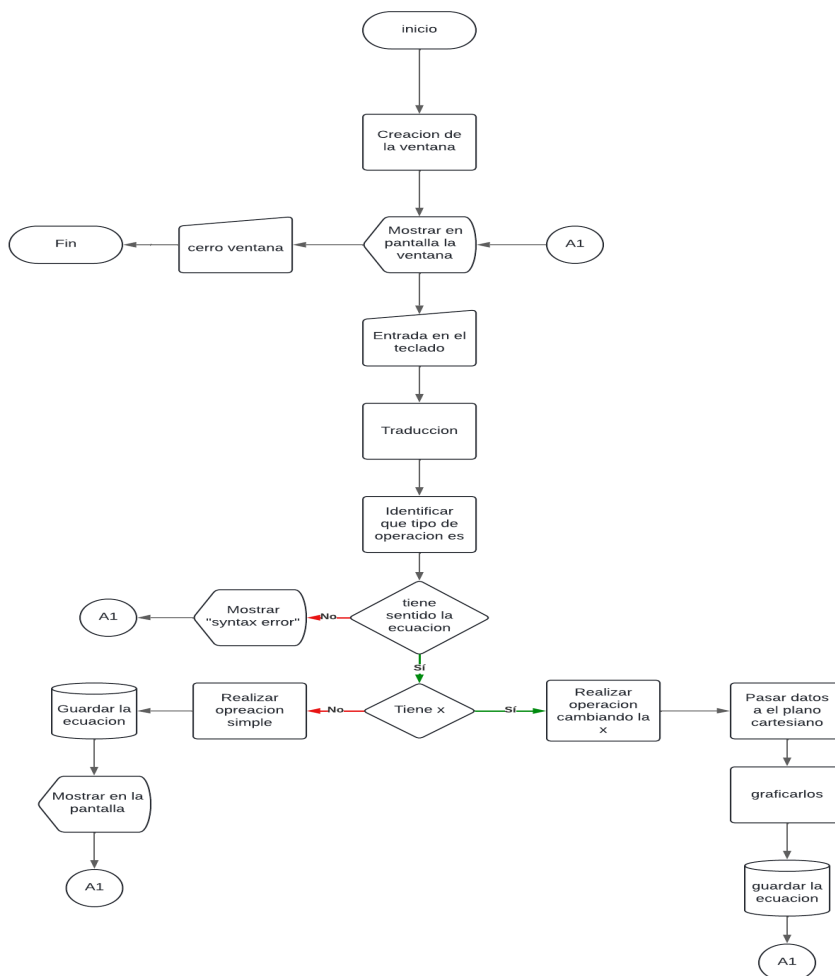 inicio
Creacion de
la ventana
Fin
cerro ventana
Mostrar en
pantalla la
ventana
A1
Entrada en el
teclado
Traduccion
Identificar
que tipo de
operacion es
A1
Mostrar
"syntax error"
No
tiene
sentido la
ecuacion
Sí
Guardar la
ecuacion
Realizar
opreacion
simple
No
Tiene x
Sí
Realizar
operacion
cambiando la
x
Pasar datos
a el plano
cartesiano
Mostrar en la
pantalla
graficarlos
A1
guardar la
ecuacion
A1